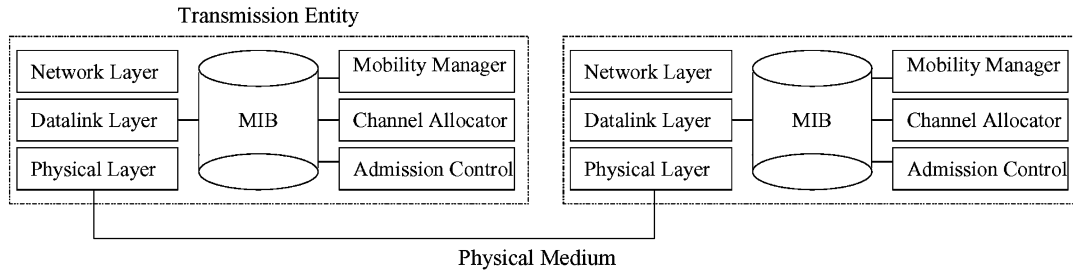 Transmission Entity
Network Layer
Datalink Layer
Physical Layer
MIB
Mobility Manager
Channel Allocator
Admission Control
Network Layer
Datalink Layer
Physical Layer
MIB
Mobility Manager
Channel Allocator
Admission Control
Physical Medium